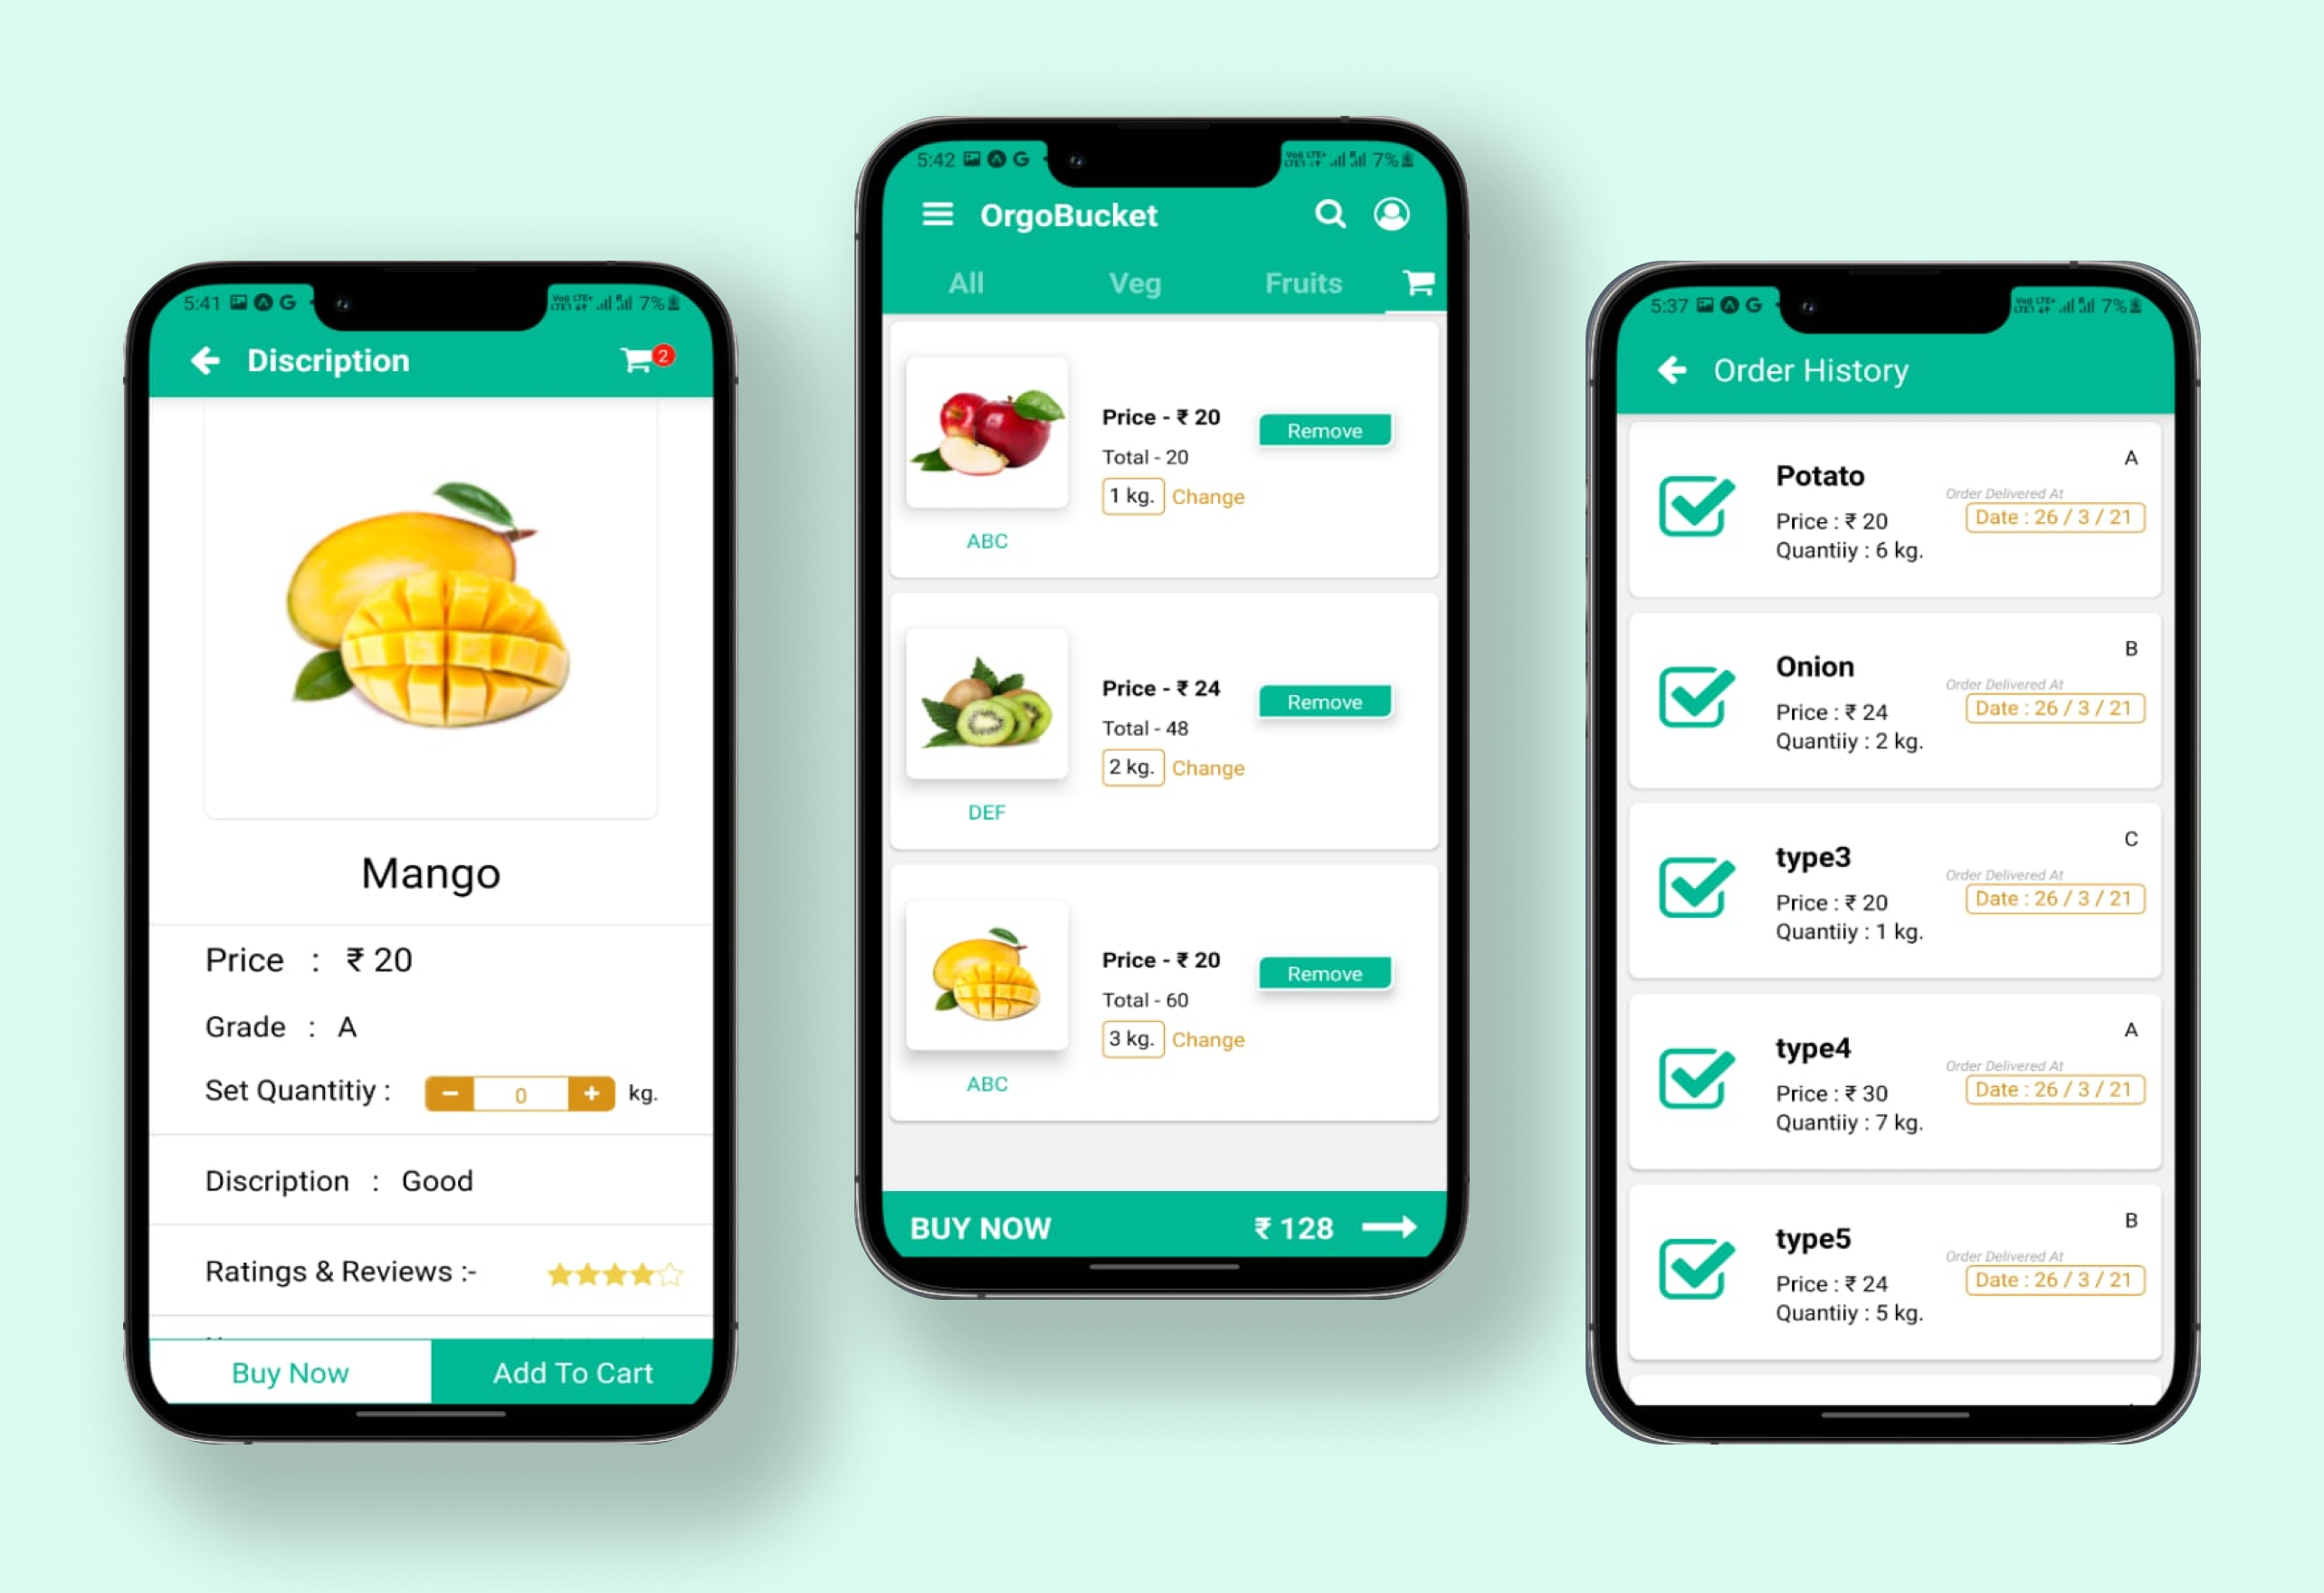 5:41
7%
Discription
2
Mango
Price : ₹ 20
Grade : A
Set Quantitiy : − 0 + kg.
Discription : Good
Ratings & Reviews :-
Buy Now
Add To Cart
5:42
7%
OrgoBucket
All Veg Fruits
Price - ₹ 20
Remove
Total - 20
1 kg. Change
ABC
Price - ₹ 24
Remove
Total - 48
2 kg. Change
DEF
Price - ₹ 20
Remove
Total - 60
3 kg. Change
ABC
BUY NOW ₹ 128
5:37
7%
Order History
A
Potato
Order Delivered At
Date : 26 / 3 / 21
Price : ₹ 20
Quantiiy : 6 kg.
B
Onion
Order Delivered At
Date : 26 / 3 / 21
Price : ₹ 24
Quantiiy : 2 kg.
C
type3
Order Delivered At
Date : 26 / 3 / 21
Price : ₹ 20
Quantiiy : 1 kg.
A
type4
Order Delivered At
Date : 26 / 3 / 21
Price : ₹ 30
Quantiiy : 7 kg.
B
type5
Order Delivered At
Date : 26 / 3 / 21
Price : ₹ 24
Quantiiy : 5 kg.